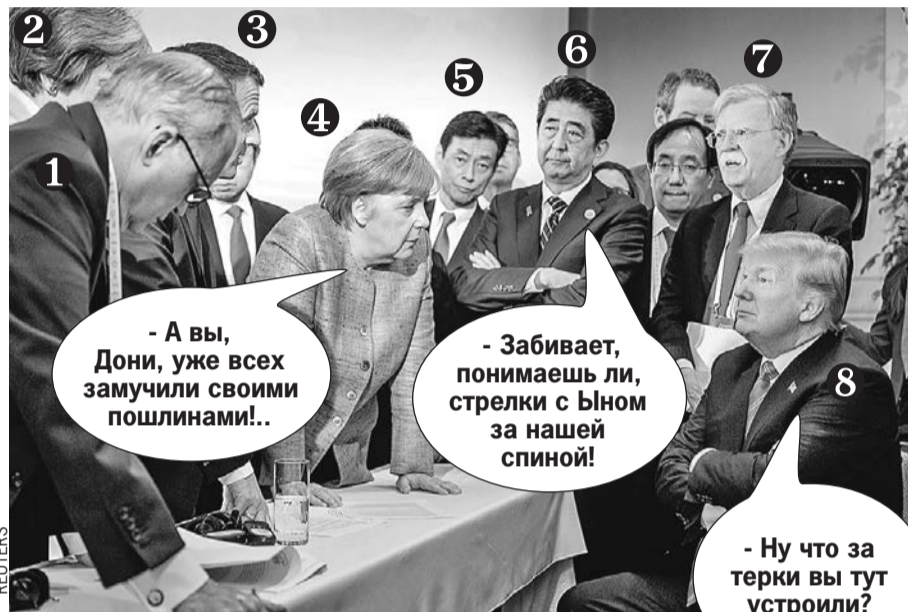 2
3
6
7
5
4
1
- А вы,
Дони, уже всех
замучили своими
пошлинами!..
- Забивает,
понимаешь ли,
стрелки с Ыном
за нашей
спиной!
8
- Ну что за
терки вы тут
устроили?
REUTERS